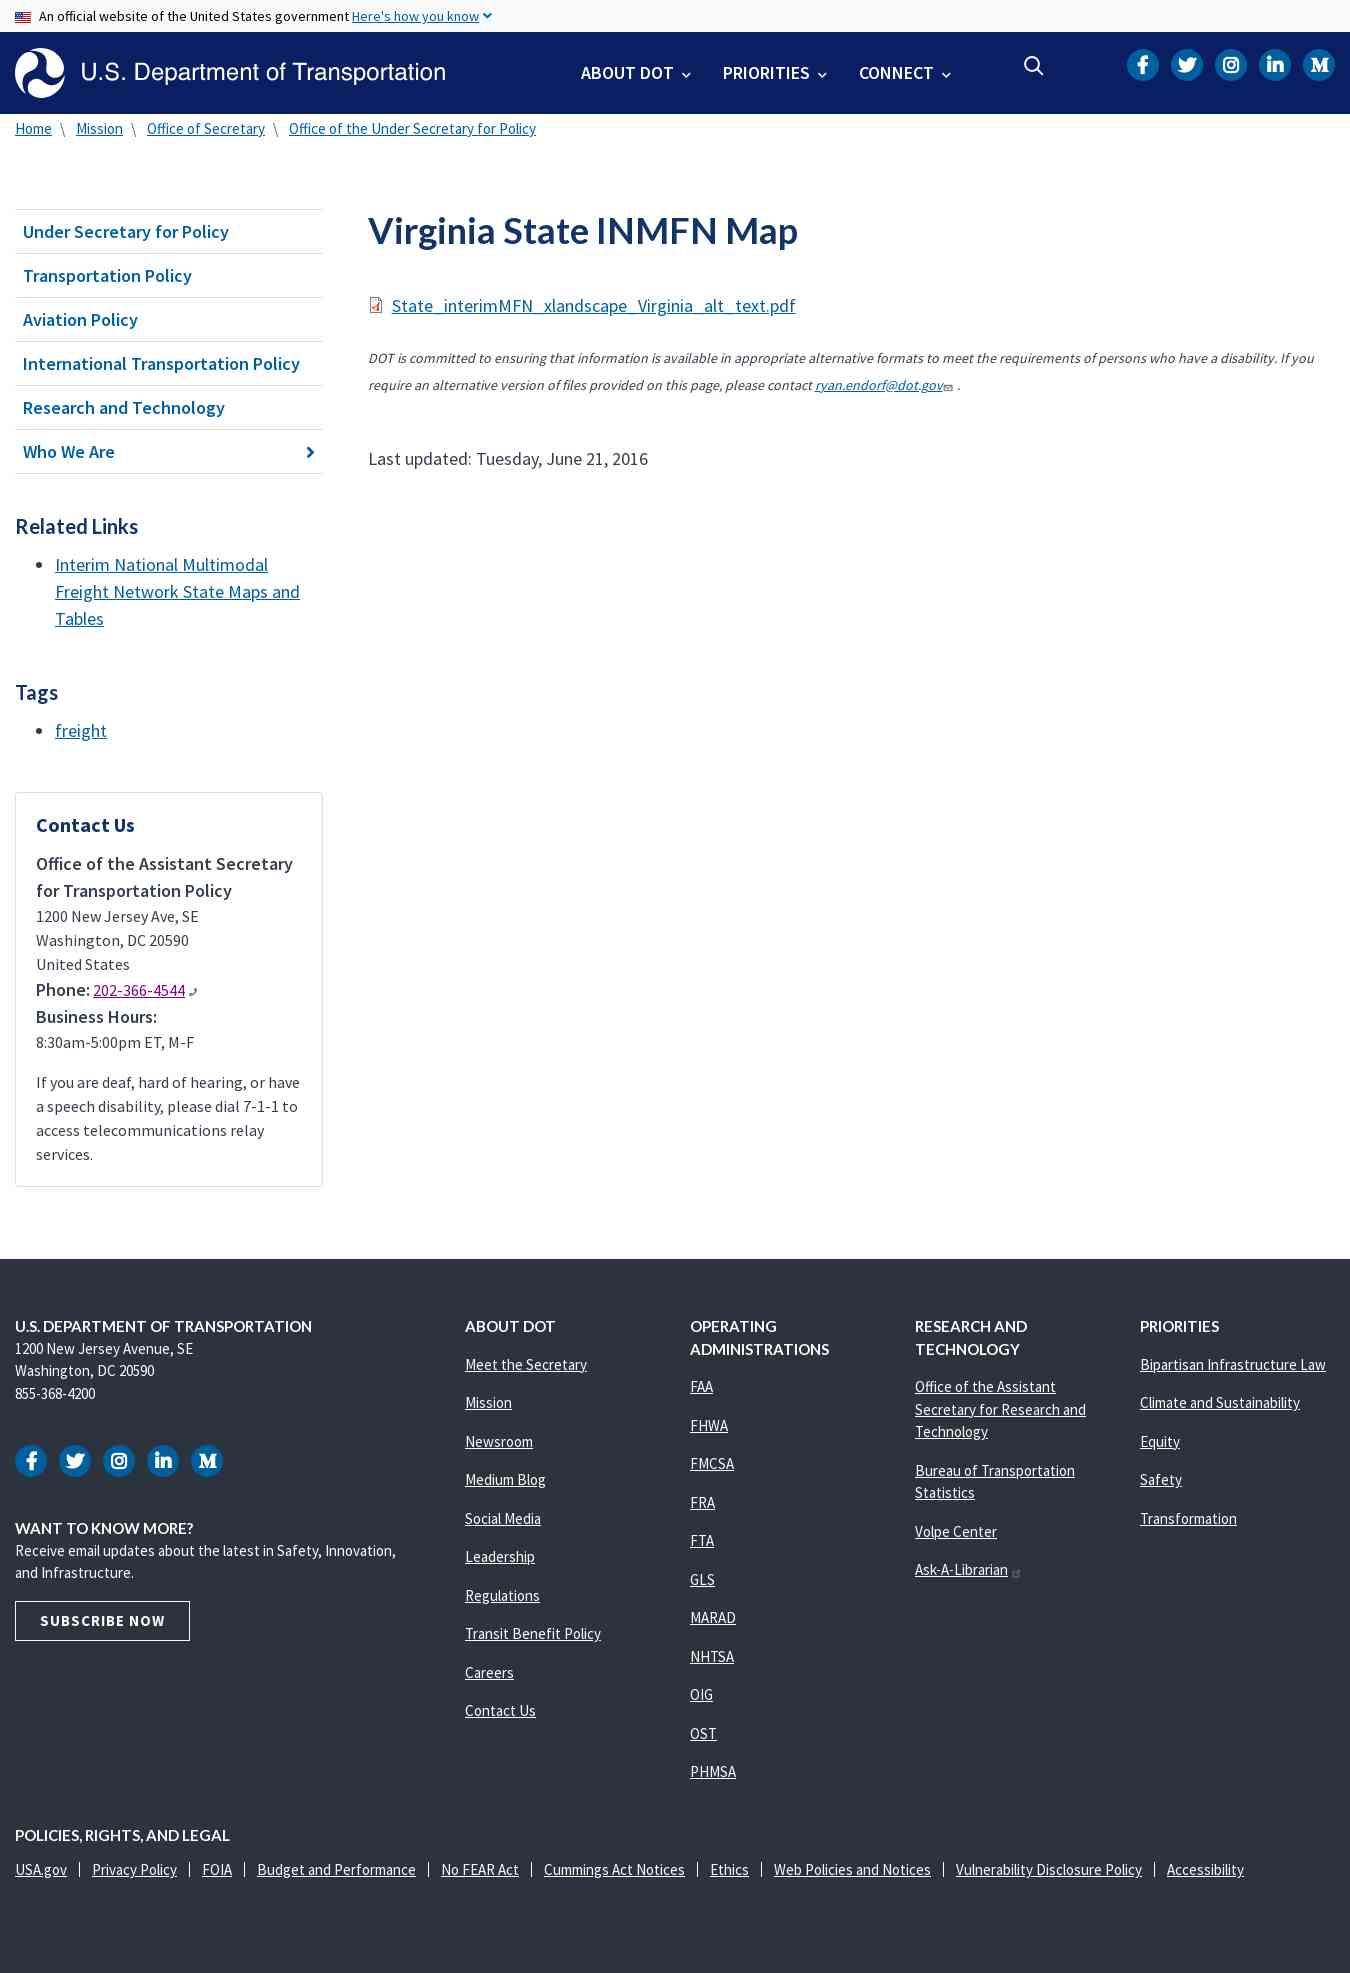 An official website of the United States government Here's how you know
U.S. Department of Transportation
ABOUT DOT
PRIORITIES
CONNECT
Home \ Mission \ Office of Secretary \ Office of the Under Secretary for Policy
Under Secretary for Policy
Transportation Policy
Aviation Policy
International Transportation Policy
Research and Technology
Who We Are
Related Links
Interim National Multimodal
Freight Network State Maps and
Tables
Tags
freight
Contact Us
Office of the Assistant Secretary
for Transportation Policy
1200 New Jersey Ave, SE
Washington, DC 20590
United States
Phone: 202-366-4544
Business Hours:
8:30am-5:00pm ET, M-F
If you are deaf, hard of hearing, or have
a speech disability, please dial 7-1-1 to
access telecommunications relay
services.
Virginia State INMFN Map
State_interimMFN_xlandscape_Virginia_alt_text.pdf
DOT is committed to ensuring that information is available in appropriate alternative formats to meet the requirements of persons who have a disability. If you
require an alternative version of files provided on this page, please contact ryan.endorf@dot.gov .
Last updated: Tuesday, June 21, 2016
U.S. DEPARTMENT OF TRANSPORTATION
1200 New Jersey Avenue, SE
Washington, DC 20590
855-368-4200
WANT TO KNOW MORE?
Receive email updates about the latest in Safety, Innovation,
and Infrastructure.
SUBSCRIBE NOW
ABOUT DOT
Meet the Secretary
Mission
Newsroom
Medium Blog
Social Media
Leadership
Regulations
Transit Benefit Policy
Careers
Contact Us
OPERATING
ADMINISTRATIONS
FAA
FHWA
FMCSA
FRA
FTA
GLS
MARAD
NHTSA
OIG
OST
PHMSA
RESEARCH AND
TECHNOLOGY
Office of the Assistant
Secretary for Research and
Technology
Bureau of Transportation
Statistics
Volpe Center
Ask-A-Librarian
PRIORITIES
Bipartisan Infrastructure Law
Climate and Sustainability
Equity
Safety
Transformation
POLICIES, RIGHTS, AND LEGAL
USA.gov | Privacy Policy | FOIA | Budget and Performance | No FEAR Act | Cummings Act Notices | Ethics | Web Policies and Notices | Vulnerability Disclosure Policy | Accessibility